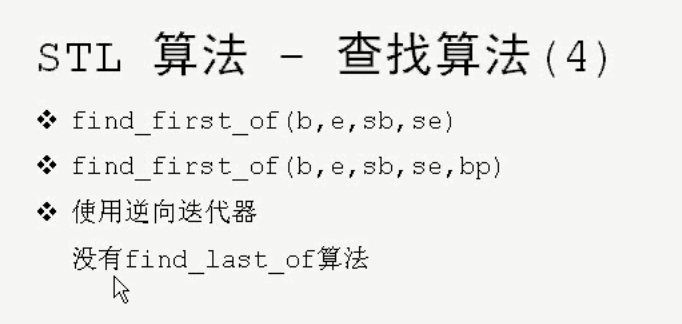 STL 算法 - 查找算法(4)
find_first_of(b,e,sb,se)
find_first_of(b,e,sb,se,bp)
使用逆向迭代器
没有find_last_of算法